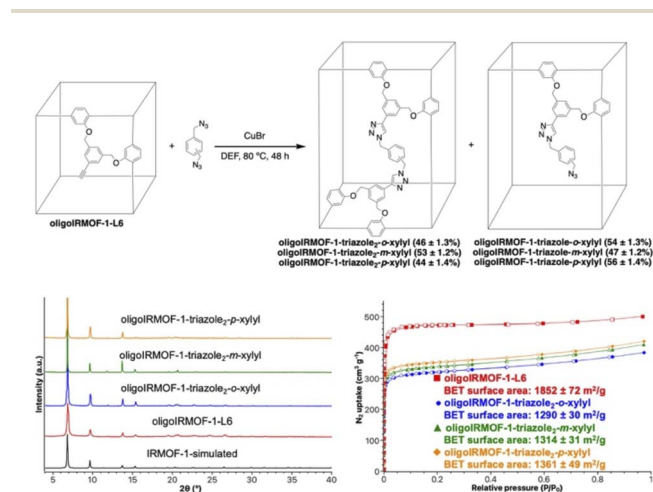 O
O
N₃
N₃
+
CuBr
DEF, 80 °C, 48 h
oligoIRMOF-1-L6
O
O
N
N
N
N
N
N
O
O
+
O
O
N
N
N
N₃
oligoIRMOF-1-triazole₂-o-xylyl (46 ± 1.3%)
oligoIRMOF-1-triazole₂-m-xylyl (53 ± 1.2%)
oligoIRMOF-1-triazole₂-p-xylyl (44 ± 1.4%)
oligoIRMOF-1-triazole-o-xylyl (54 ± 1.3%)
oligoIRMOF-1-triazole-m-xylyl (47 ± 1.2%)
oligoIRMOF-1-triazole-p-xylyl (56 ± 1.4%)
Intensity (a.u.)
oligoIRMOF-1-triazole₂-p-xylyl
oligoIRMOF-1-triazole₂-m-xylyl
oligoIRMOF-1-triazole₂-o-xylyl
oligoIRMOF-1-L6
IRMOF-1-simulated
5 10 15 20 25 30 35 40
2θ (°)
N₂ uptake (cm³ g⁻¹)
500
400
300
200
100
0
oligoIRMOF-1-L6
BET surface area: 1852 ± 72 m²/g
oligoIRMOF-1-triazole₂-o-xylyl
BET surface area: 1290 ± 30 m²/g
oligoIRMOF-1-triazole₂-m-xylyl
BET surface area: 1314 ± 31 m²/g
oligoIRMOF-1-triazole₂-p-xylyl
BET surface area: 1361 ± 49 m²/g
0 0.2 0.4 0.6 0.8 1
Relative pressure (P/P₀)